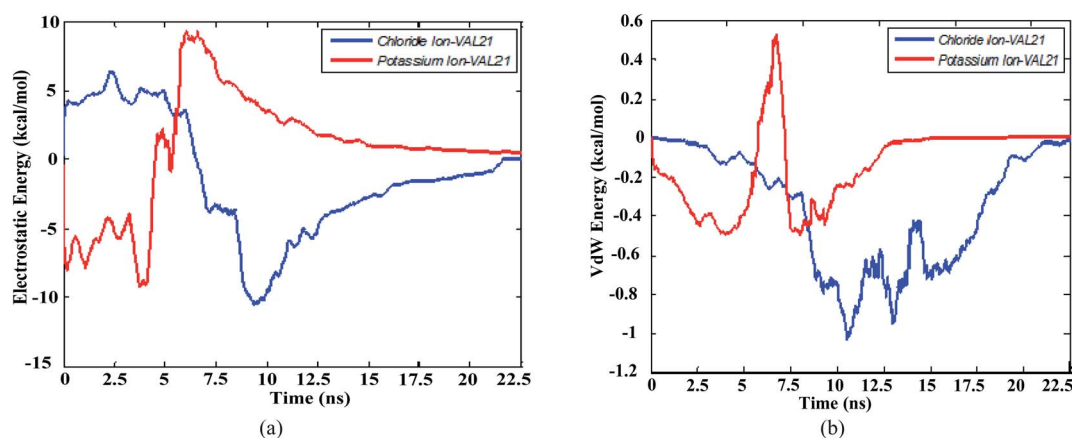 10
5
0
-5
-10
-15
Electrostatic Energy (kcal/mol)
Chloride Ion-VAL21
Potassium Ion-VAL21
0 2.5 5 7.5 10 12.5 15 17.5 20 22.5
Time (ns)
(a)
0.6
0.4
0.2
0
-0.2
-0.4
-0.6
-0.8
-1
-1.2
VdW Energy (kcal/mol)
Chloride Ion-VAL21
Potassium Ion-VAL21
0 2.5 5 7.5 10 12.5 15 17.5 20 22.5
Time (ns)
(b)